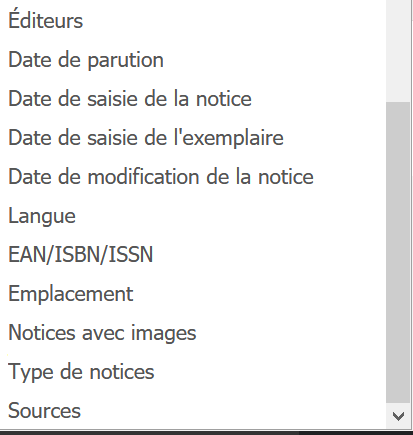 Éditeurs
Date de parution
Date de saisie de la notice
Date de saisie de l'exemplaire
Date de modification de la notice
Langue
EAN/ISBN/ISSN
Emplacement
Notices avec images
Type de notices
Sources